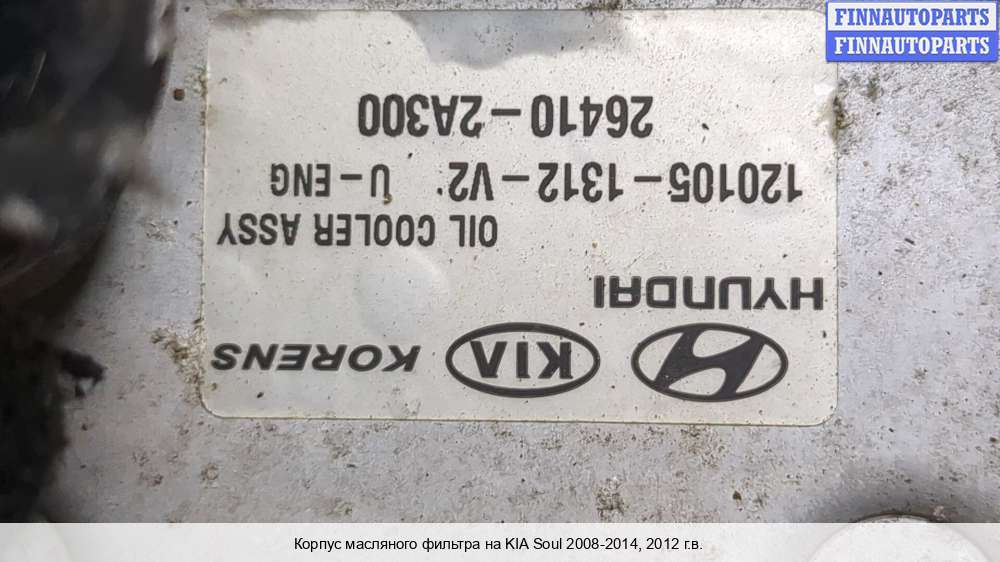 FINNAUTOPARTS
FINNAUTOPARTS
KORENS KIA
HYUNDAI
OIL COOLER ASSY
120105-1312-V2 U-ENG
26410-2A300
Корпус масляного фильтра на KIA Soul 2008-2014, 2012 г.в.